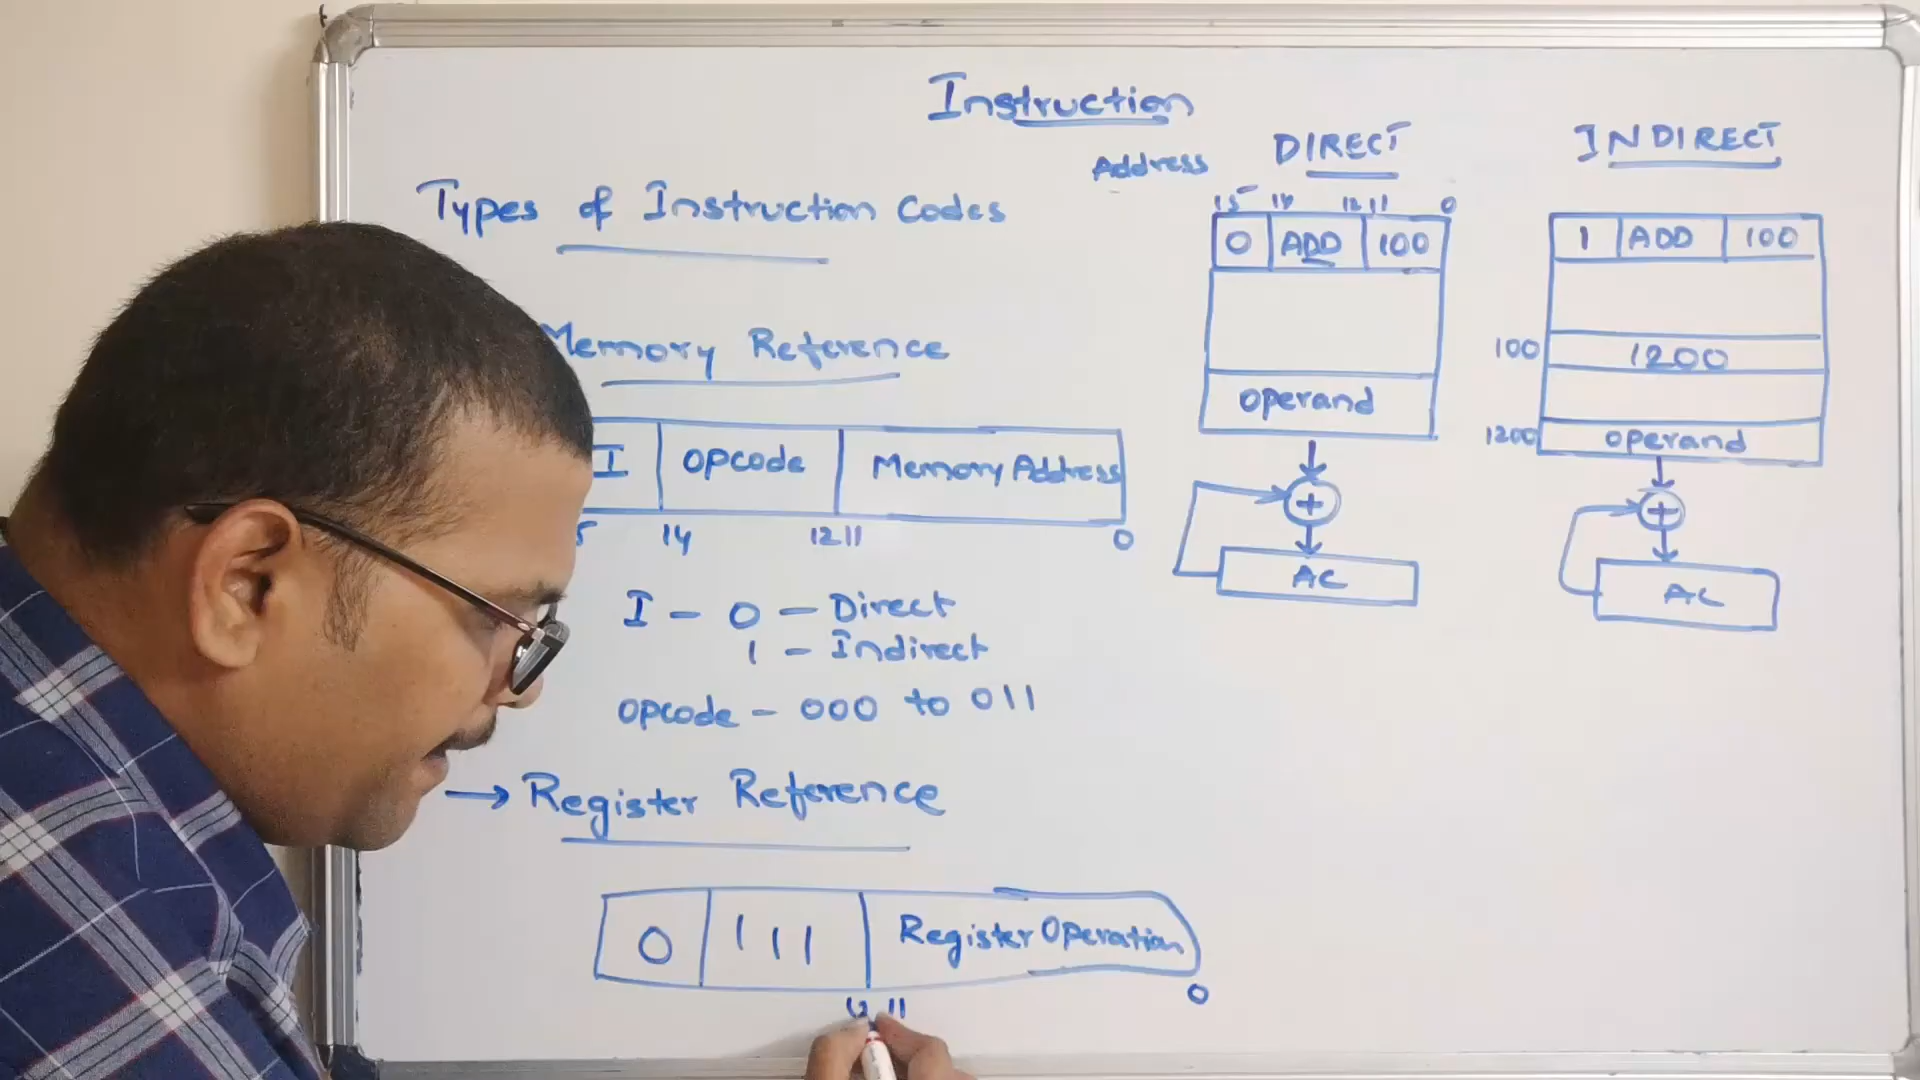 Instruction
Types of Instruction Codes
Memory Reference
I opcode Memory Address
5 14 12 11 0
I - 0 - Direct
1 - Indirect
opcode - 000 to 011
→ Register Reference
0 111 Register Operation
12 11 0
Address
DIRECT
15 14 12 11 0
0 ADD 100
operand
+
AC
INDIRECT
1 ADD 100
100 1200
1200 operand
+
AC